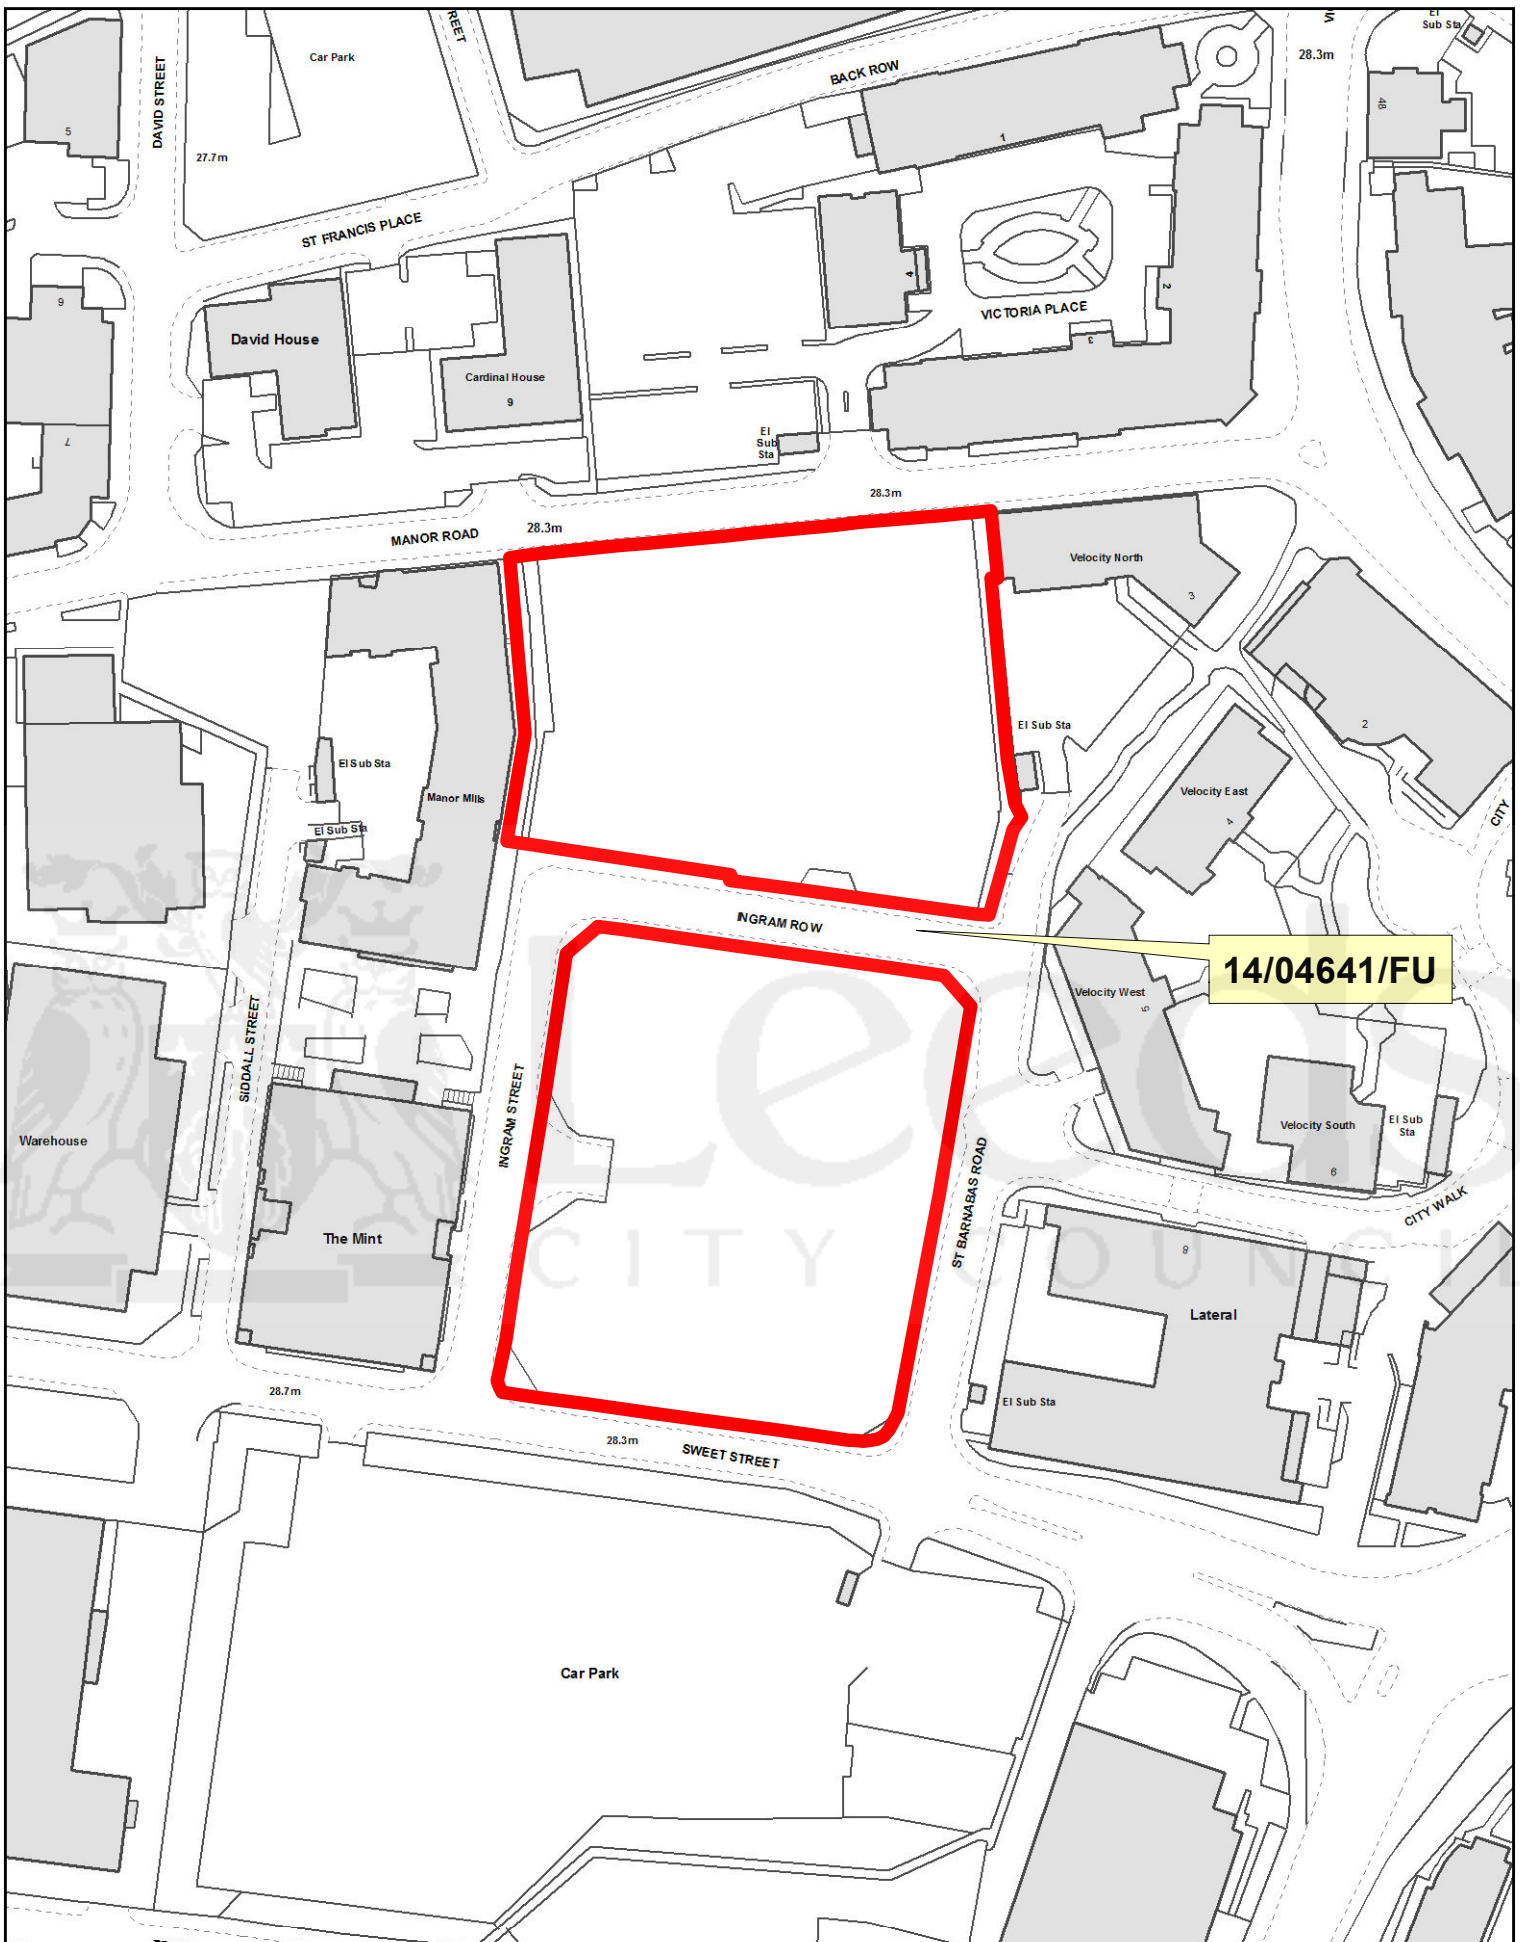 Car Park
BACK ROW
El
Sub Sta
28.3m
48
DAVID STREET
5
27.7m
1
ST FRANCIS PLACE
4
2
VICTORIA PLACE
3
9
David House
Cardinal House
9
7
El
Sub
Sta
28.3m
MANOR ROAD
28.3m
Velocity North
3
El Sub Sta
2
El Sub Sta
Manor Mills
Velocity East
4
El Sub Sta
CITY
INGRAM ROW
14/04641/FU
Velocity West
5
SIDDALL STREET
INGRAM STREET
Warehouse
Velocity South
El Sub
Sta
6
ST BARNABAS ROAD
CITY WALK
The Mint
8
Lateral
28.7m
El Sub Sta
28.3m
SWEET STREET
Car Park
Leeds
CITY COUNCIL